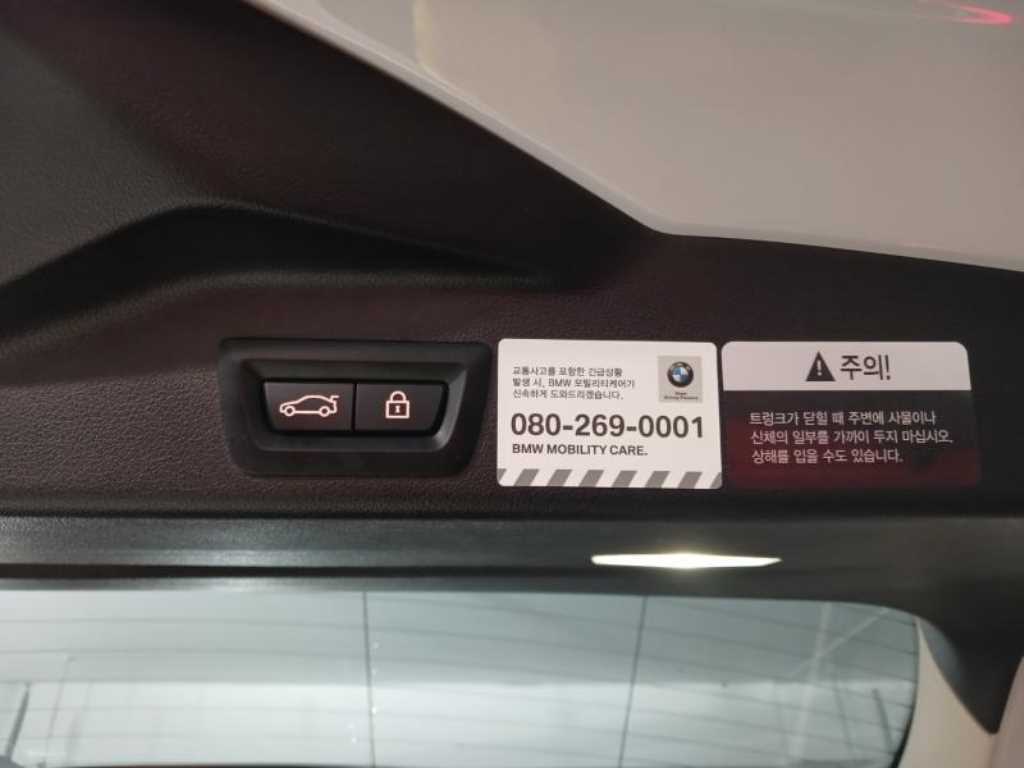 교통사고를 포함한 긴급상황
발생 시, BMW 모빌리티케어가
신속하게 도와드리겠습니다.
080-269-0001
BMW MOBILITY CARE.
주의!
트렁크가 닫힐 때 주변에 사물이나
신체의 일부를 가까이 두지 마십시오.
상해를 입을 수도 있습니다.